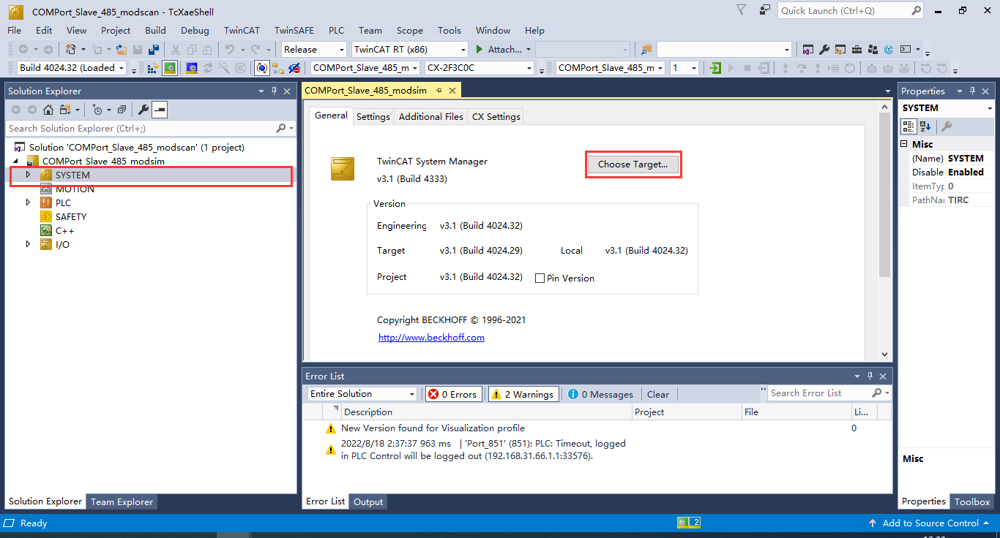 COMPort_Slave_485_modscan - TcXaeShell
Quick Launch (Ctrl+Q)
File Edit View Project Build Debug TwinCAT TwinSAFE PLC Team Scope Tools Window Help
Release TwinCAT RT (x86) Attach...
Build 4024.32 (Loaded COMPort_Slave_485_m CX-2F3C0C COMPort_Slave_485_m 1
Solution Explorer
Search Solution Explorer (Ctrl+;)
Solution 'COMPort_Slave_485_modscan' (1 project)
COMPort_Slave_485_modsim
SYSTEM
MOTION
PLC
SAFETY
C++
I/O
Solution Explorer Team Explorer
COMPort_Slave_485_modsim
General Settings Additional Files CX Settings
TwinCAT System Manager
v3.1 (Build 4333)
Choose Target...
Version
Engineering v3.1 (Build 4024.32)
Target v3.1 (Build 4024.29) Local v3.1 (Build 4024.32)
Project v3.1 (Build 4024.32) Pin Version
Copyright BECKHOFF © 1996-2021
http://www.beckhoff.com
Error List
Entire Solution 0 Errors 2 Warnings 0 Messages Clear Search Error List
Description Project File Li...
New Version found for Visualization profile 0
2022/8/18 2:37:37 963 ms | 'Port_851' (851): PLC: Timeout, logged
in PLC Control will be logged out (192.168.31.66.1.1:33576).
Error List Output
Properties
SYSTEM
Misc
(Name) SYSTEM
Disable Enabled
ItemTyp 0
PathNa TIRC
Misc
Properties Toolbox
Ready 2 Add to Source Control